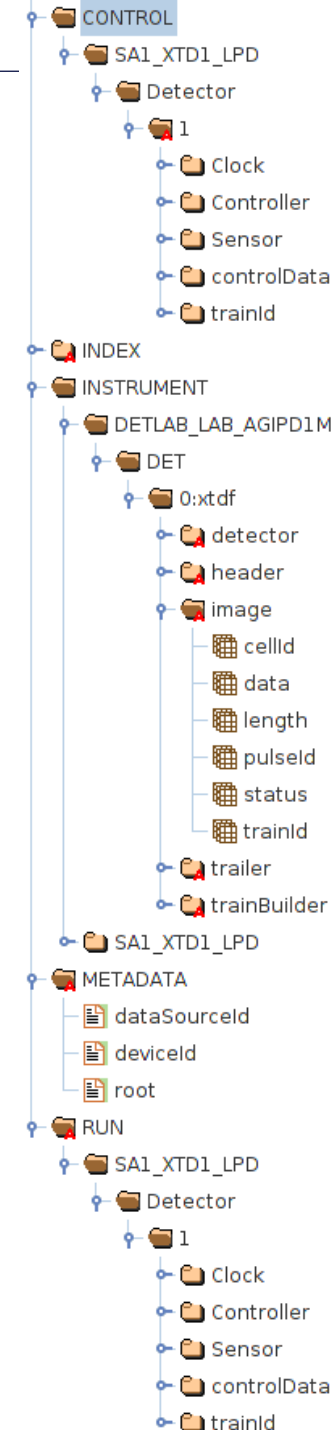 CONTROL
SA1_XTD1_LPD
Detector
1
Clock
Controller
Sensor
controlData
trainId
INDEX
INSTRUMENT
DETLAB_LAB_AGIPD1M
DET
0:xtdf
detector
header
image
cellId
data
length
pulseId
status
trainId
trailer
trainBuilder
SA1_XTD1_LPD
METADATA
dataSourceId
deviceId
root
RUN
SA1_XTD1_LPD
Detector
1
Clock
Controller
Sensor
controlData
trainId